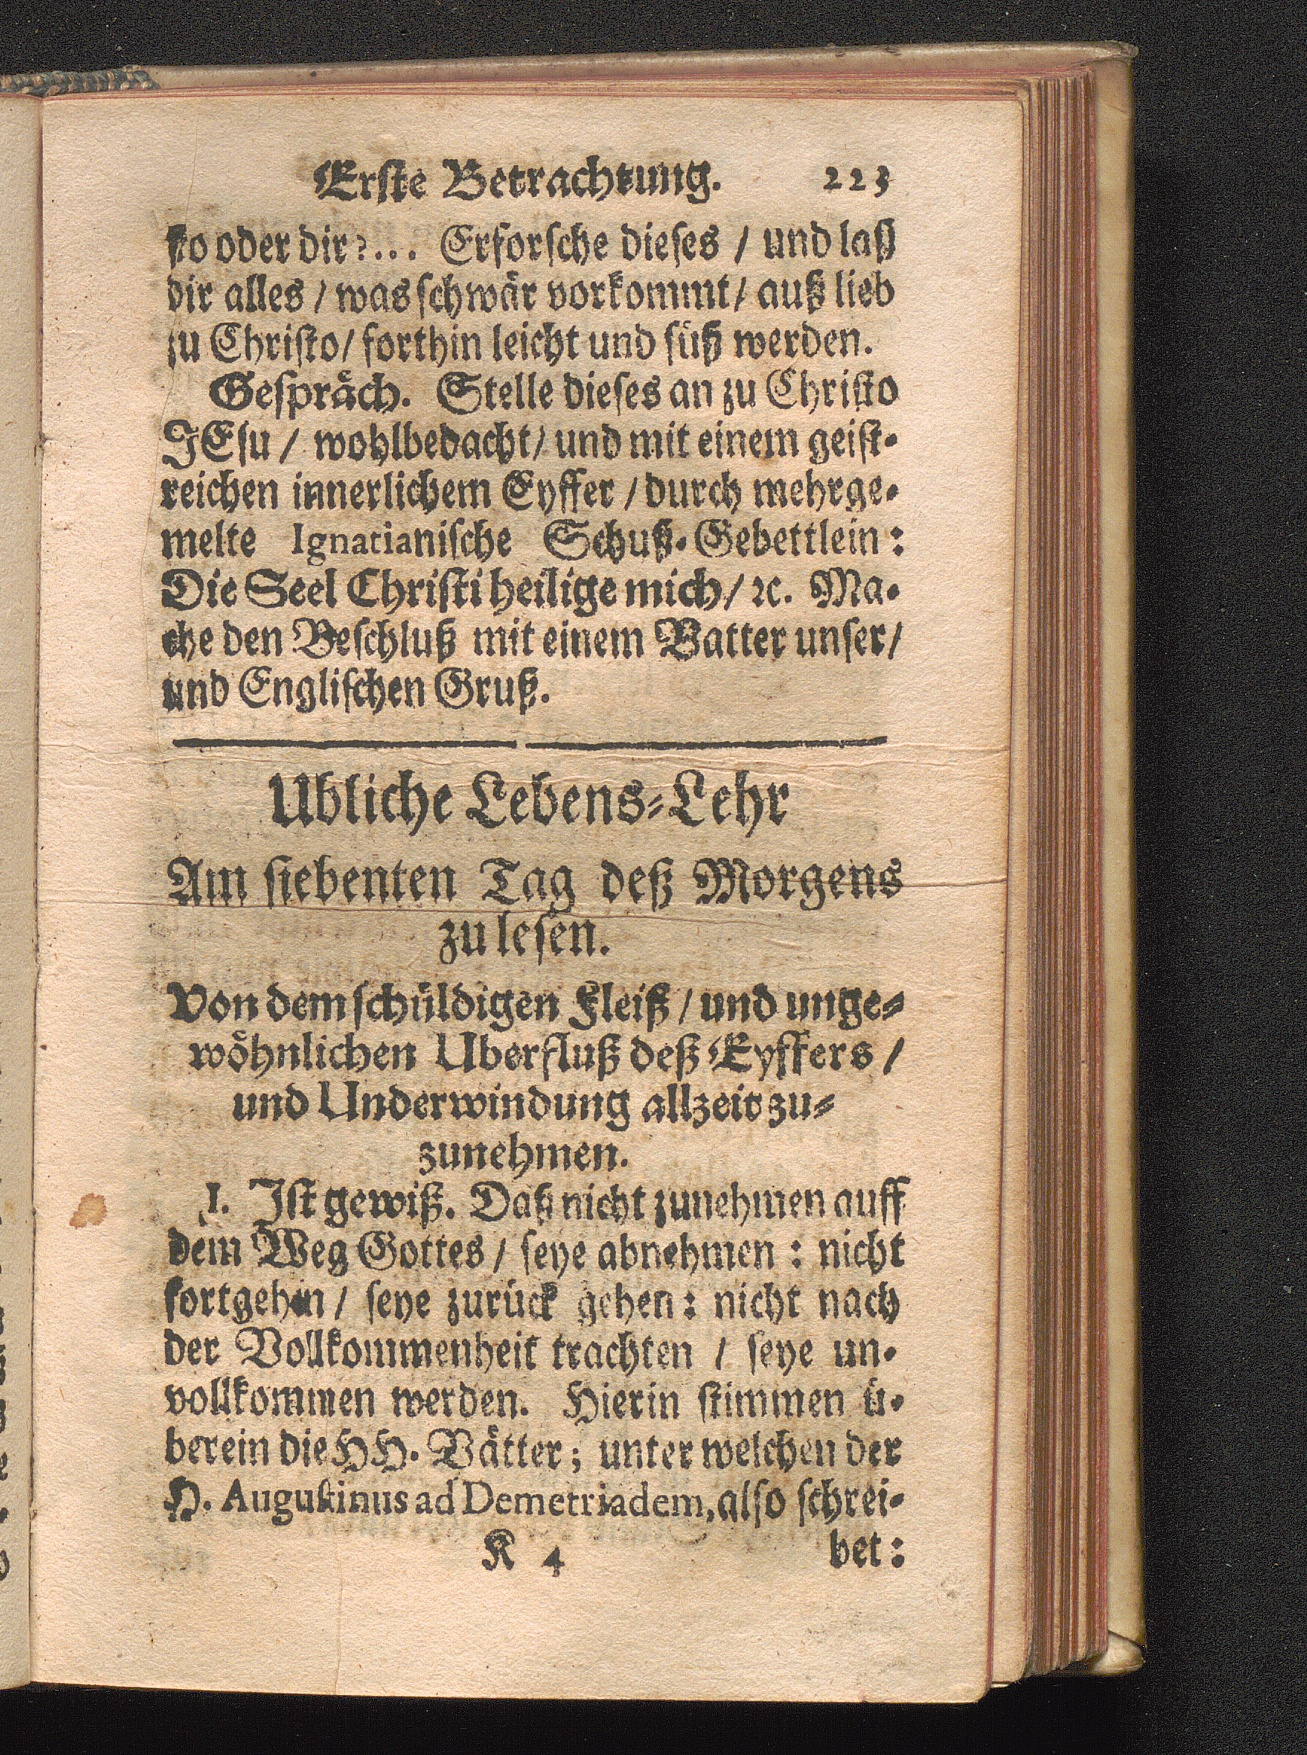 Erste Betrachtung. 223
sto oder dir?... Erforsche dieses / und laß
dir alles / was schwär vorkommt / auß lieb
zu Christo / forthin leicht und süß werden.
Gespräch. Stelle dieses an zu Christo
JEsu / wohlbedacht / und mit einem geist-
reichen innerlichem Eyffer / durch mehrge-
melte Ignatianische Schuß-Gebettlein:
Die Seel Christi heilige mich / ꝛc. Ma-
che den Beschluß mit einem Vatter unser /
und Englischen Gruß.
Ubliche Lebens-Lehr
Am siebenten Tag deß Morgens
zu lesen.
Von dem schüldigen Fleiß / und unge-
wöhnlichen Uberfluß deß Eyffers /
und Underwindung allzeit zu-
zunehmen.
I. Ist gewiß. Daß nicht zunehmen auff
dem Weg Gottes / seye abnehmen: nicht
fortgehen / seye zurück gehen: nicht nach
der Vollkommenheit trachten / seye un-
vollkommen werden. Hierin stimmen ü-
berein die HH. Vätter; unter welchen der
H. Augustinus ad Demetriadem, also schrei-
K 4 bet: